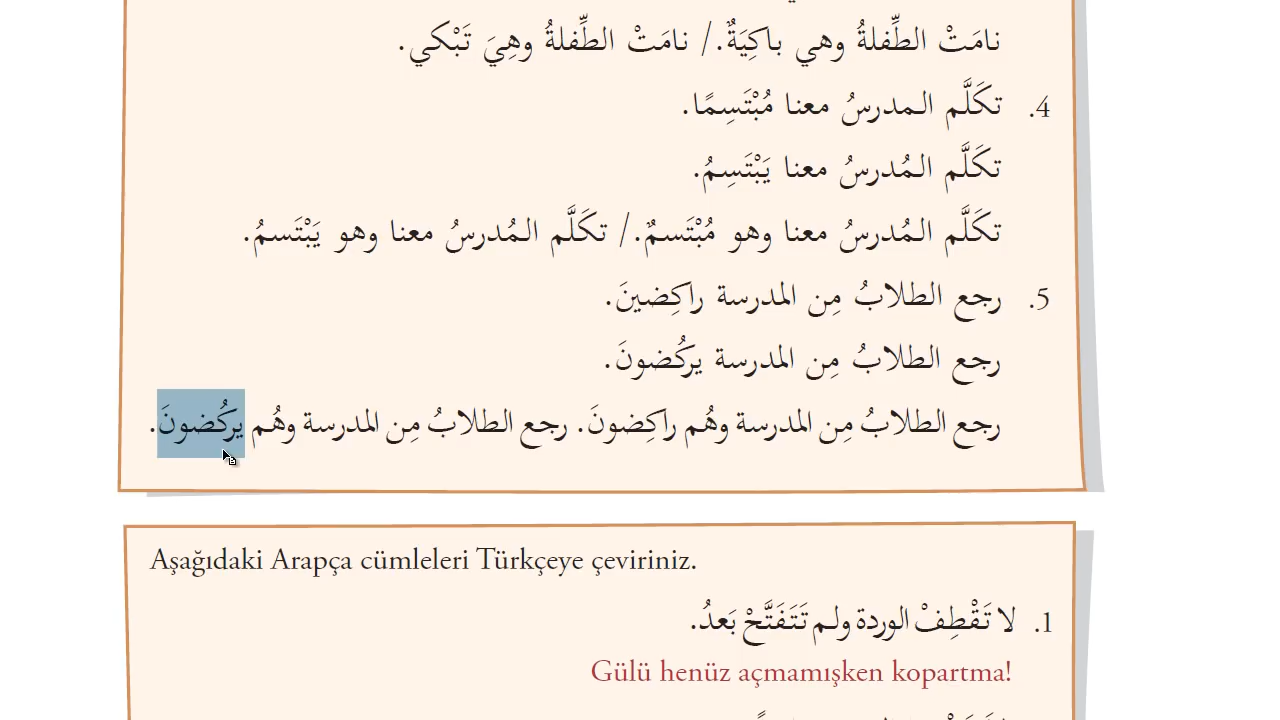 نامَتْ الطِّفلةُ وهي باكِيَةٌ./ نامَتْ الطِّفلةُ وهِيَ تَبْكي.
4. تكَلَّم المدرسُ معنا مُبْتَسِمًا.
تكَلَّم المُدرسُ معنا يَبْتَسِمُ.
تكَلَّم المُدرسُ معنا وهو مُبْتَسمٌ./ تكَلَّم المُدرسُ معنا وهو يَبْتَسمُ.
5. رجع الطلابُ مِن المدرسة راكِضينَ.
رجع الطلابُ مِن المدرسة يركُضونَ.
رجع الطلابُ مِن المدرسة وهُم راكِضونَ. رجع الطلابُ مِن المدرسة وهُم يركُضونَ.
Aşağıdaki Arapça cümleleri Türkçeye çeviriniz.
1. لا تَقْطِفْ الوردة ولم تَتَفَتَّحْ بَعدُ.
Gülü henüz açmamışken kopartma!